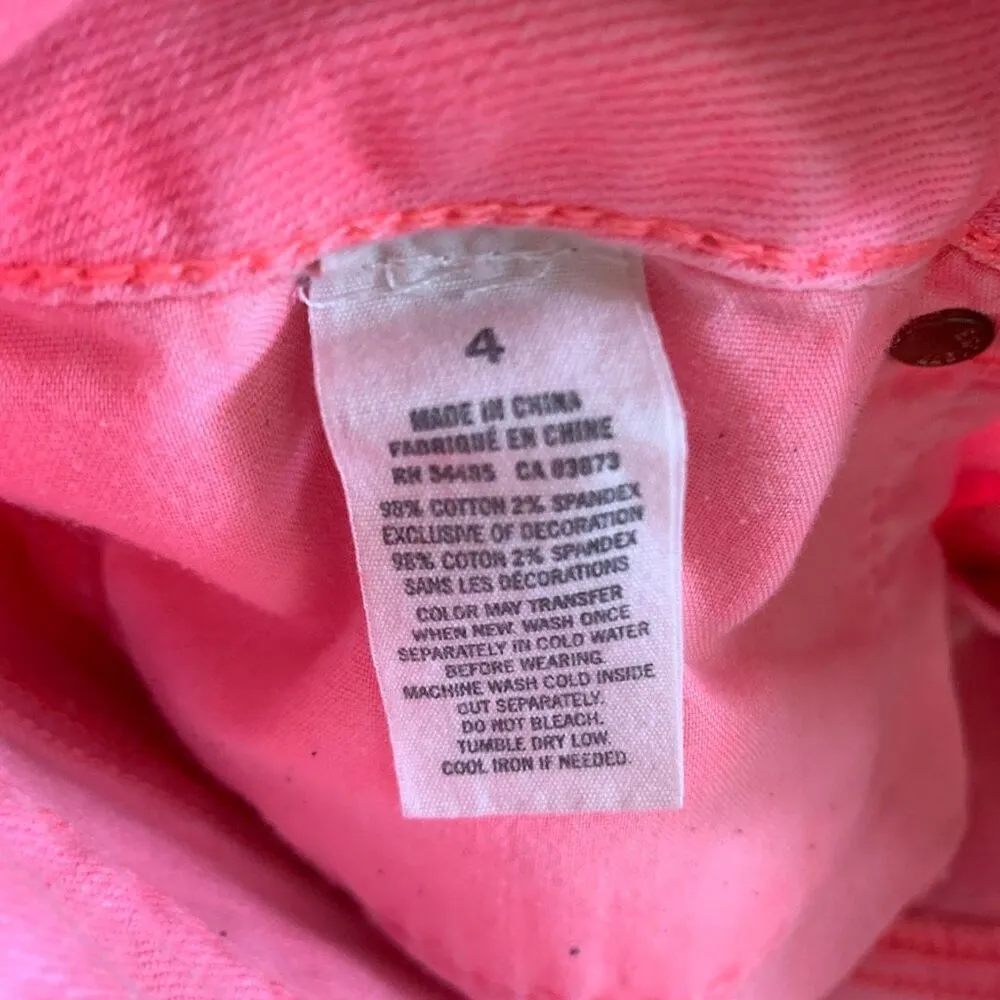 4
MADE IN CHINA
FABRIQUÉ EN CHINE
RN 54485 CA 03873
98% COTTON 2% SPANDEX
EXCLUSIVE OF DECORATION
98% COTON 2% SPANDEX
SANS LES DÉCORATIONS
COLOR MAY TRANSFER
WHEN NEW. WASH ONCE
SEPARATELY IN COLD WATER
BEFORE WEARING.
MACHINE WASH COLD INSIDE
OUT SEPARATELY.
DO NOT BLEACH.
TUMBLE DRY LOW.
COOL IRON IF NEEDED.